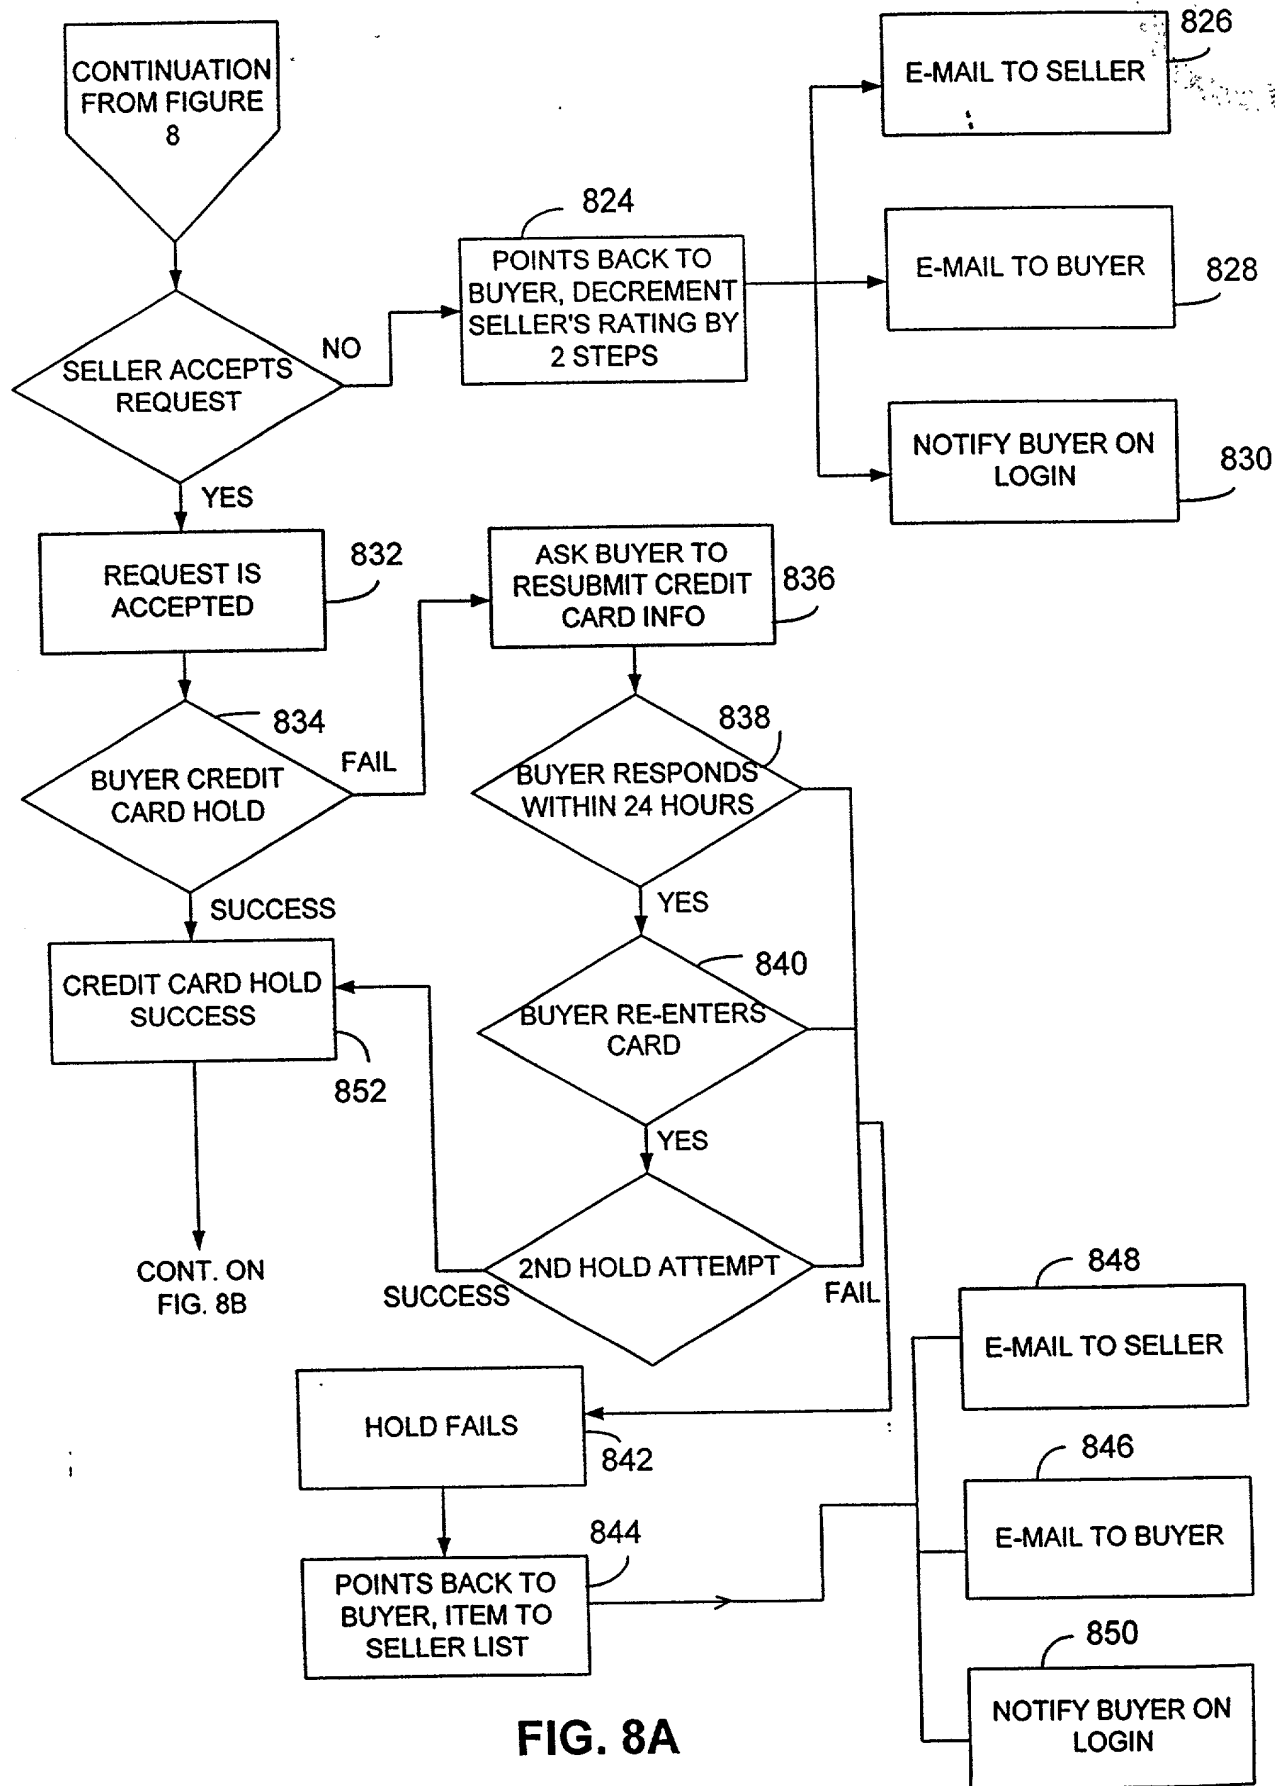 CONTINUATION
FROM FIGURE
8
826
E-MAIL TO SELLER
824
POINTS BACK TO
BUYER, DECREMENT
SELLER'S RATING BY
2 STEPS
E-MAIL TO BUYER
828
SELLER ACCEPTS
REQUEST
NO
NOTIFY BUYER ON
LOGIN
830
YES
REQUEST IS
ACCEPTED
832
ASK BUYER TO
RESUBMIT CREDIT
CARD INFO
836
834
BUYER CREDIT
CARD HOLD
FAIL
838
BUYER RESPONDS
WITHIN 24 HOURS
SUCCESS
YES
CREDIT CARD HOLD
SUCCESS
852
840
BUYER RE-ENTERS
CARD
YES
CONT. ON
FIG. 8B
2ND HOLD ATTEMPT
SUCCESS
FAIL
848
E-MAIL TO SELLER
HOLD FAILS
842
846
E-MAIL TO BUYER
844
POINTS BACK TO
BUYER, ITEM TO
SELLER LIST
850
NOTIFY BUYER ON
LOGIN
FIG. 8A